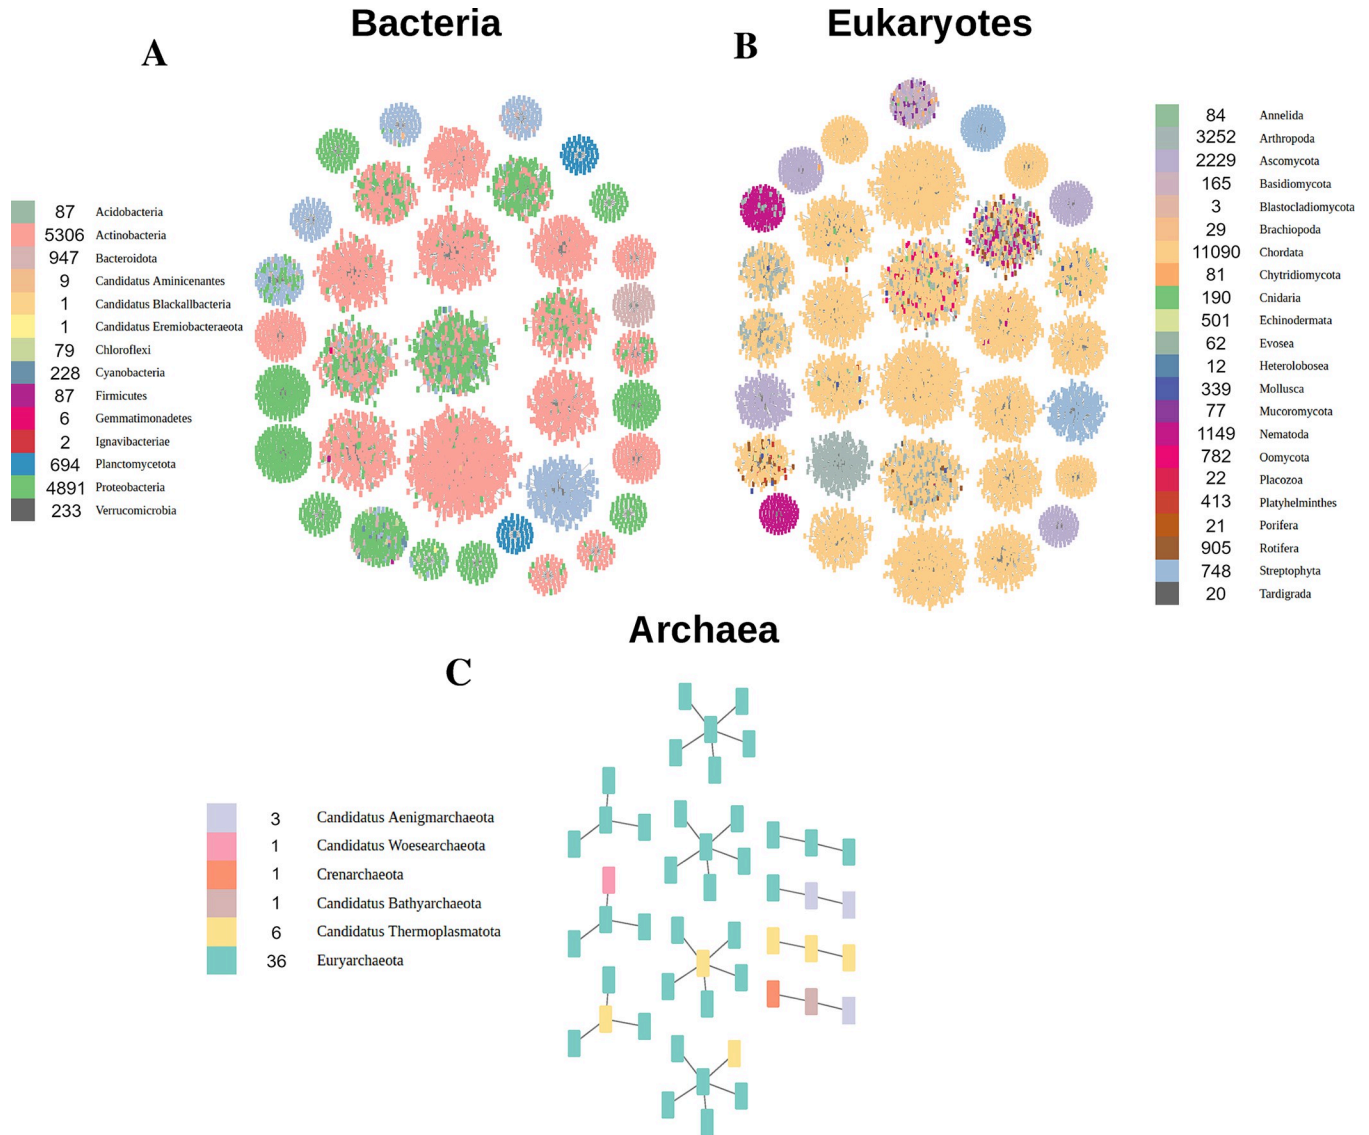 Bacteria
A
87 Acidobacteria
5306 Actinobacteria
947 Bacteroidota
9 Candidatus Aminicenantes
1 Candidatus Blackallbacteria
1 Candidatus Eremiobacteraeota
79 Chloroflexi
228 Cyanobacteria
87 Firmicutes
6 Gemmatimonadetes
2 Ignavibacteriae
694 Planctomycetota
4891 Proteobacteria
233 Verrucomicrobia
Eukaryotes
B
84 Annelida
3252 Arthropoda
2229 Ascomycota
165 Basidiomycota
3 Blastocladiomycota
29 Brachiopoda
11090 Chordata
81 Chytridiomycota
190 Cnidaria
501 Echinodermata
62 Evosea
12 Heterolobosea
339 Mollusca
77 Mucoromycota
1149 Nematoda
782 Oomycota
22 Placozoa
413 Platyhelminthes
21 Porifera
905 Rotifera
748 Streptophyta
20 Tardigrada
Archaea
C
3 Candidatus Aenigmarchaeota
1 Candidatus Woesearchaeota
1 Crenarchaeota
1 Candidatus Bathyarchaeota
6 Candidatus Thermoplasmatota
36 Euryarchaeota